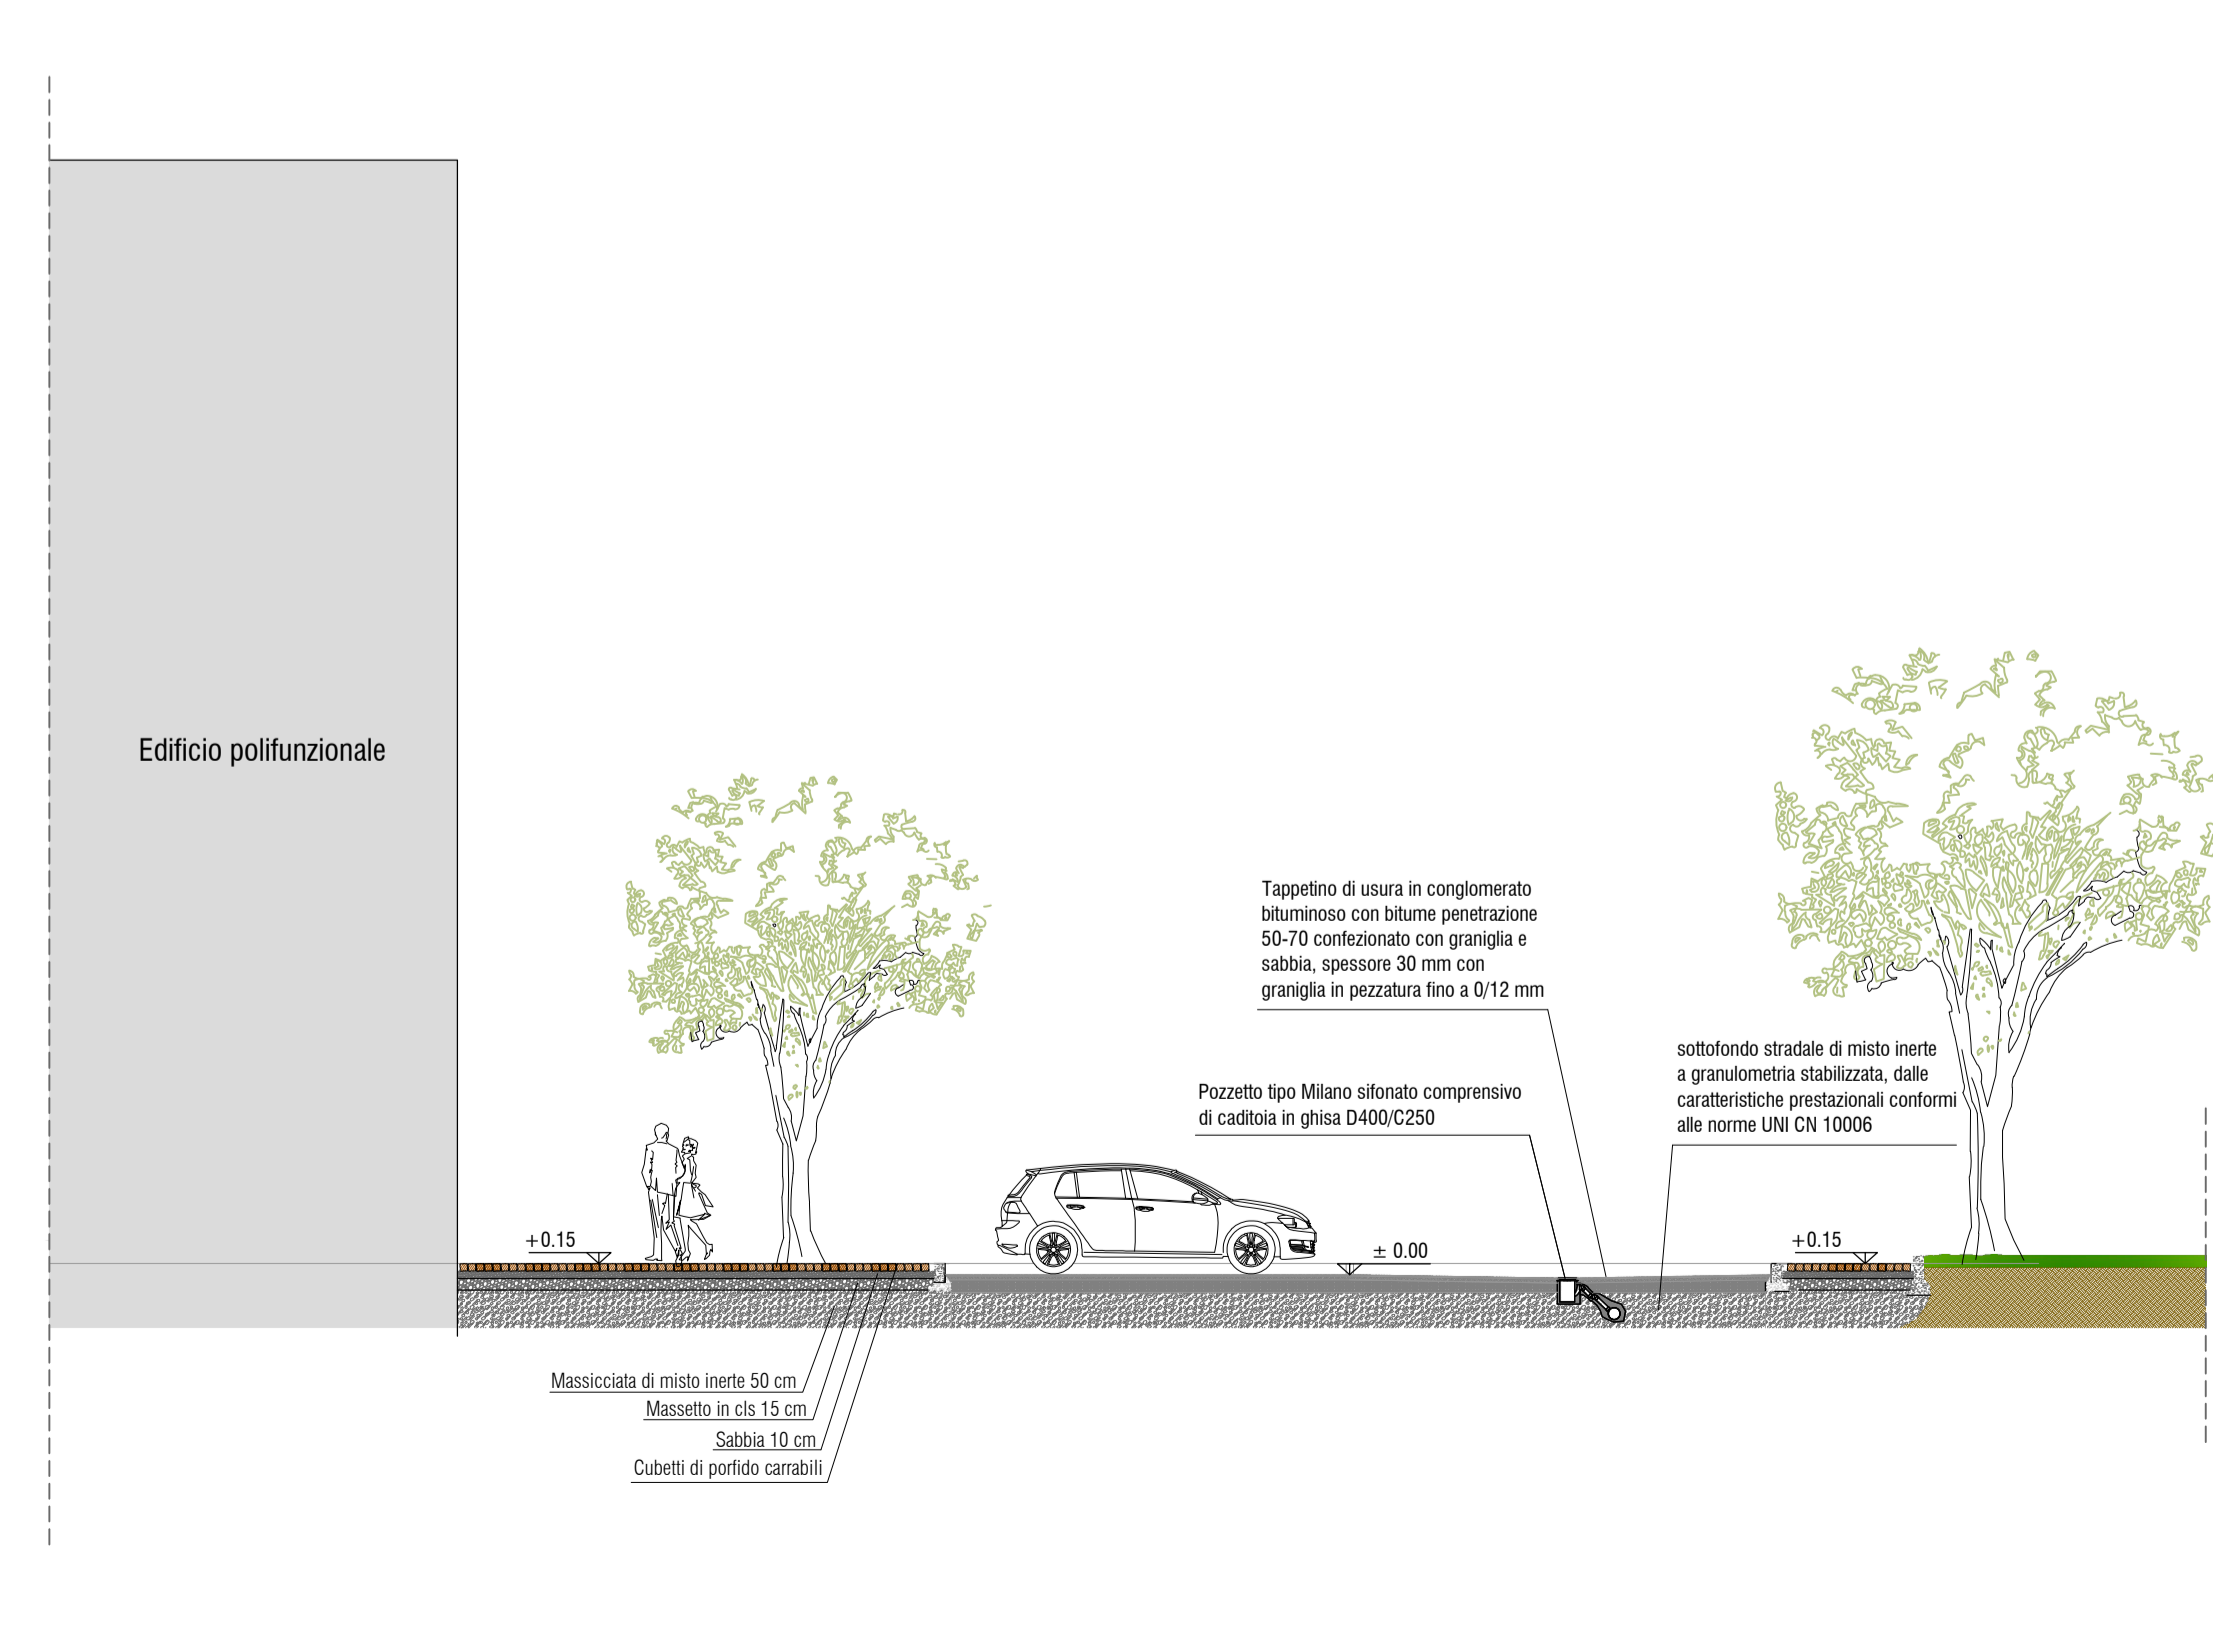 Edificio polifunzionale
Tappetino di usura in conglomerato
bituminoso con bitume penetrazione
50-70 confezionato con graniglia e
sabbia, spessore 30 mm con
graniglia in pezzatura fino a 0/12 mm
sottofondo stradale di misto inerte
a granulometria stabilizzata, dalle
caratteristiche prestazionali conformi
alle norme UNI CN 10006
Pozzetto tipo Milano sifonato comprensivo
di caditoia in ghisa D400/C250
+0.15
± 0.00
+0.15
Massicciata di misto inerte 50 cm
Massetto in cls 15 cm
Sabbia 10 cm
Cubetti di porfido carrabili